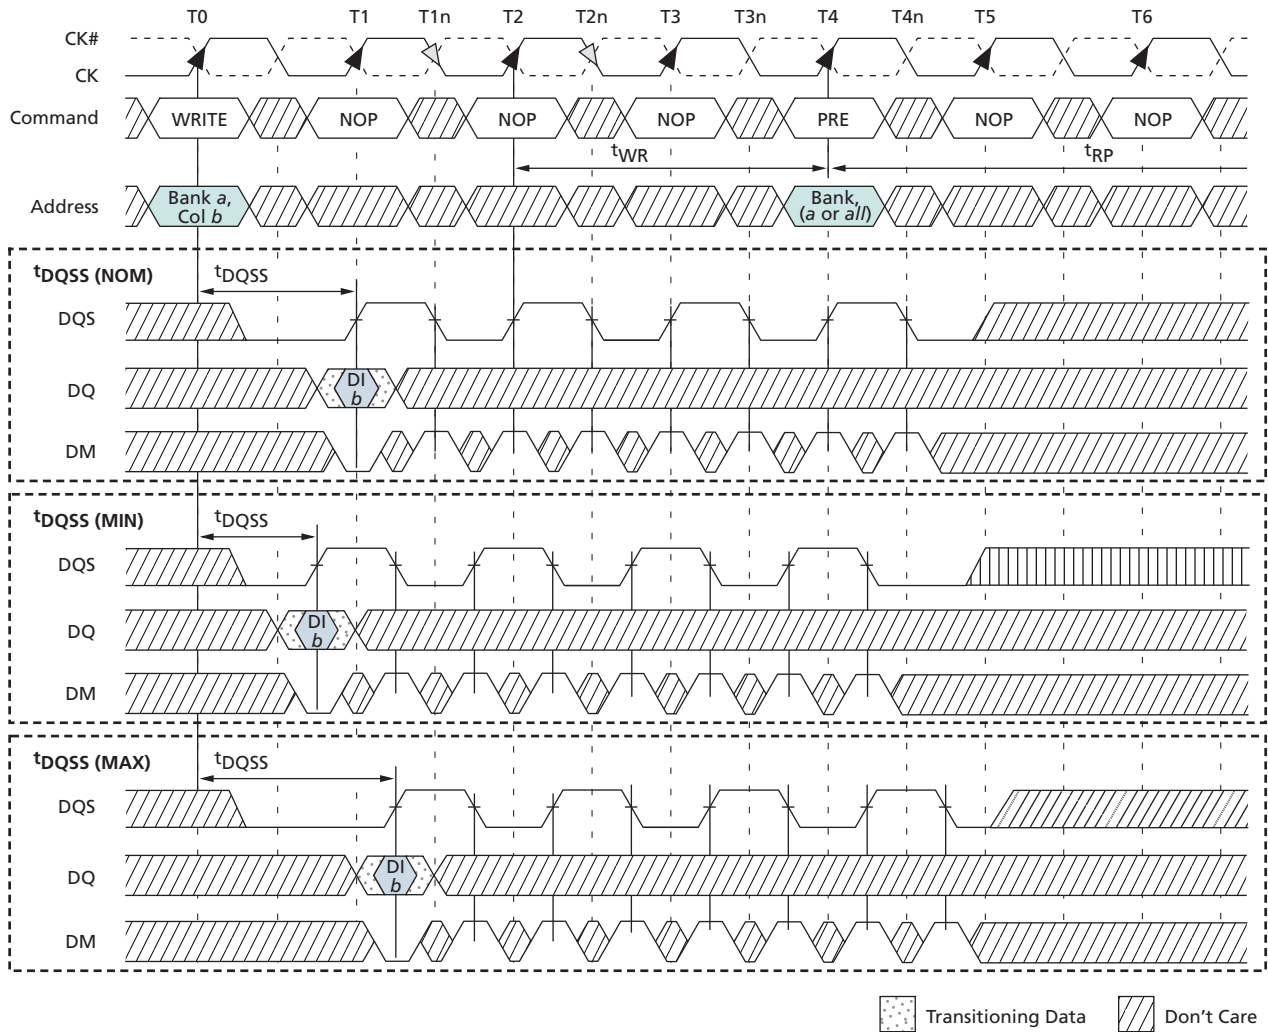 T0 T1 T1n T2 T2n T3 T3n T4 T4n T5 T6
CK#
CK
Command WRITE NOP NOP NOP PRE NOP NOP
tWR tRP
Address Bank a, Col b Bank, (a or all)
tDQSS (NOM) tDQSS
DQS
DQ DI b
DM
tDQSS (MIN) tDQSS
DQS
DQ DI b
DM
tDQSS (MAX) tDQSS
DQS
DQ DI b
DM
Transitioning Data Don't Care